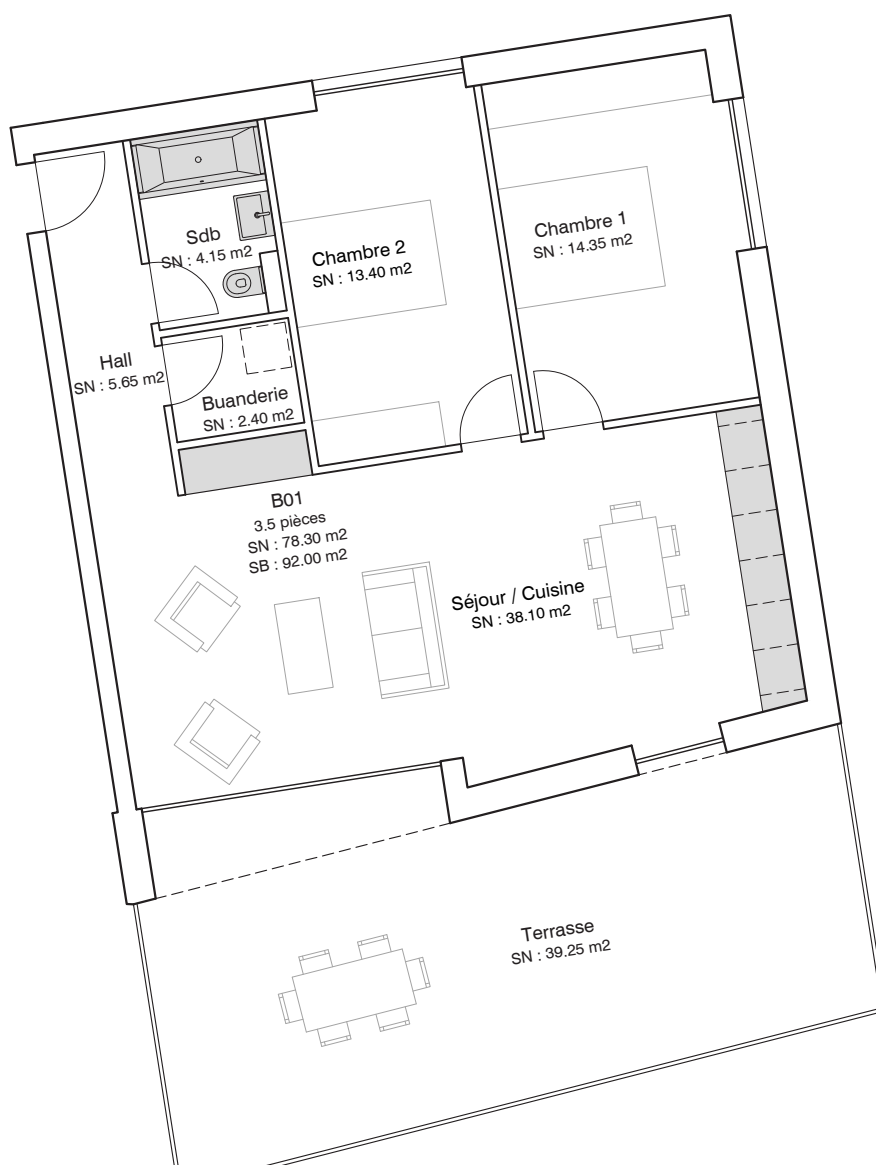 Sdb
SN : 4.15 m2
Chambre 2
SN : 13.40 m2
Chambre 1
SN : 14.35 m2
Hall
SN : 5.65 m2
Buanderie
SN : 2.40 m2
B01
3.5 pièces
SN : 78.30 m2
SB : 92.00 m2
Séjour / Cuisine
SN : 38.10 m2
Terrasse
SN : 39.25 m2